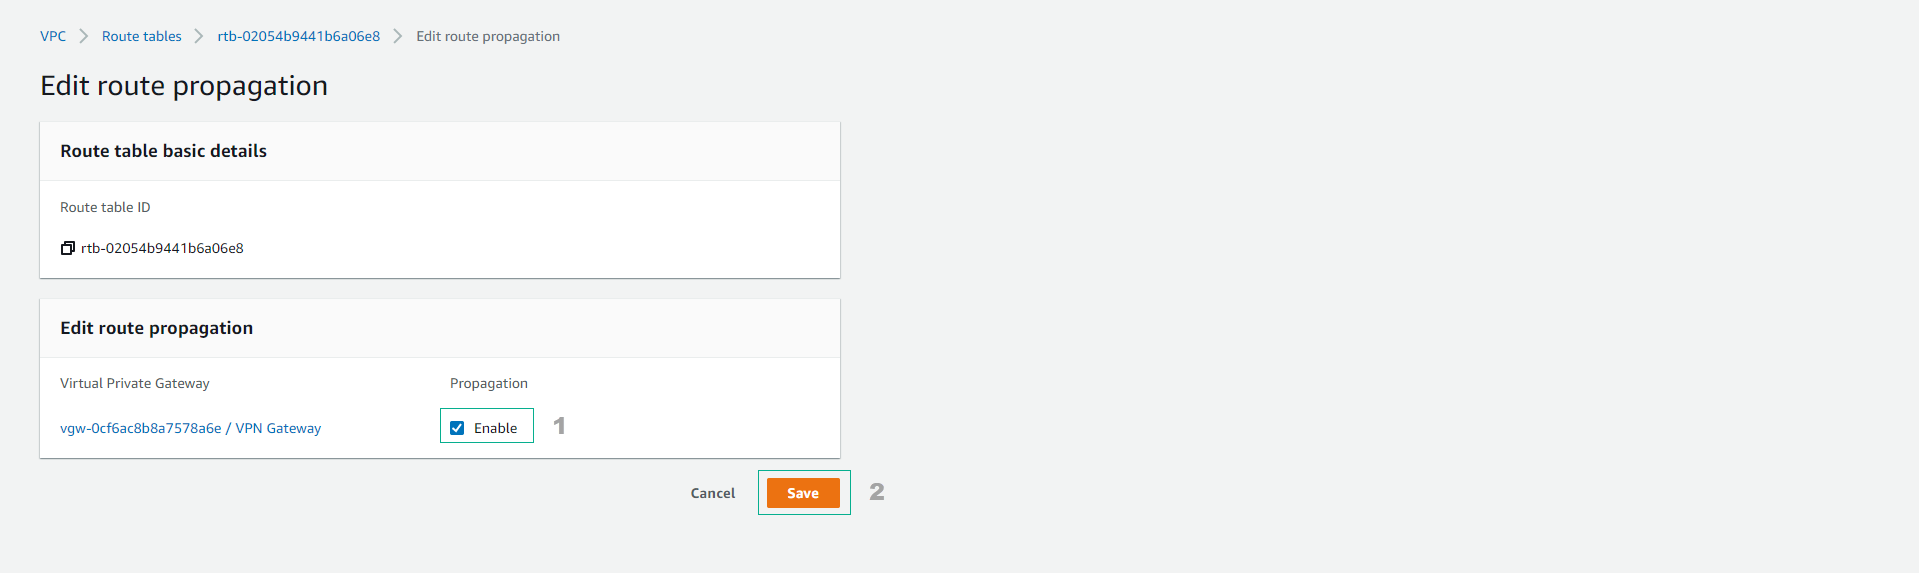 VPC > Route tables > rtb-02054b9441b6a06e8 > Edit route propagation
Edit route propagation
Route table basic details
Route table ID
rtb-02054b9441b6a06e8
Edit route propagation
Virtual Private Gateway Propagation
vgw-0cf6ac8b8a7578a6e / VPN Gateway Enable 1
Cancel Save 2